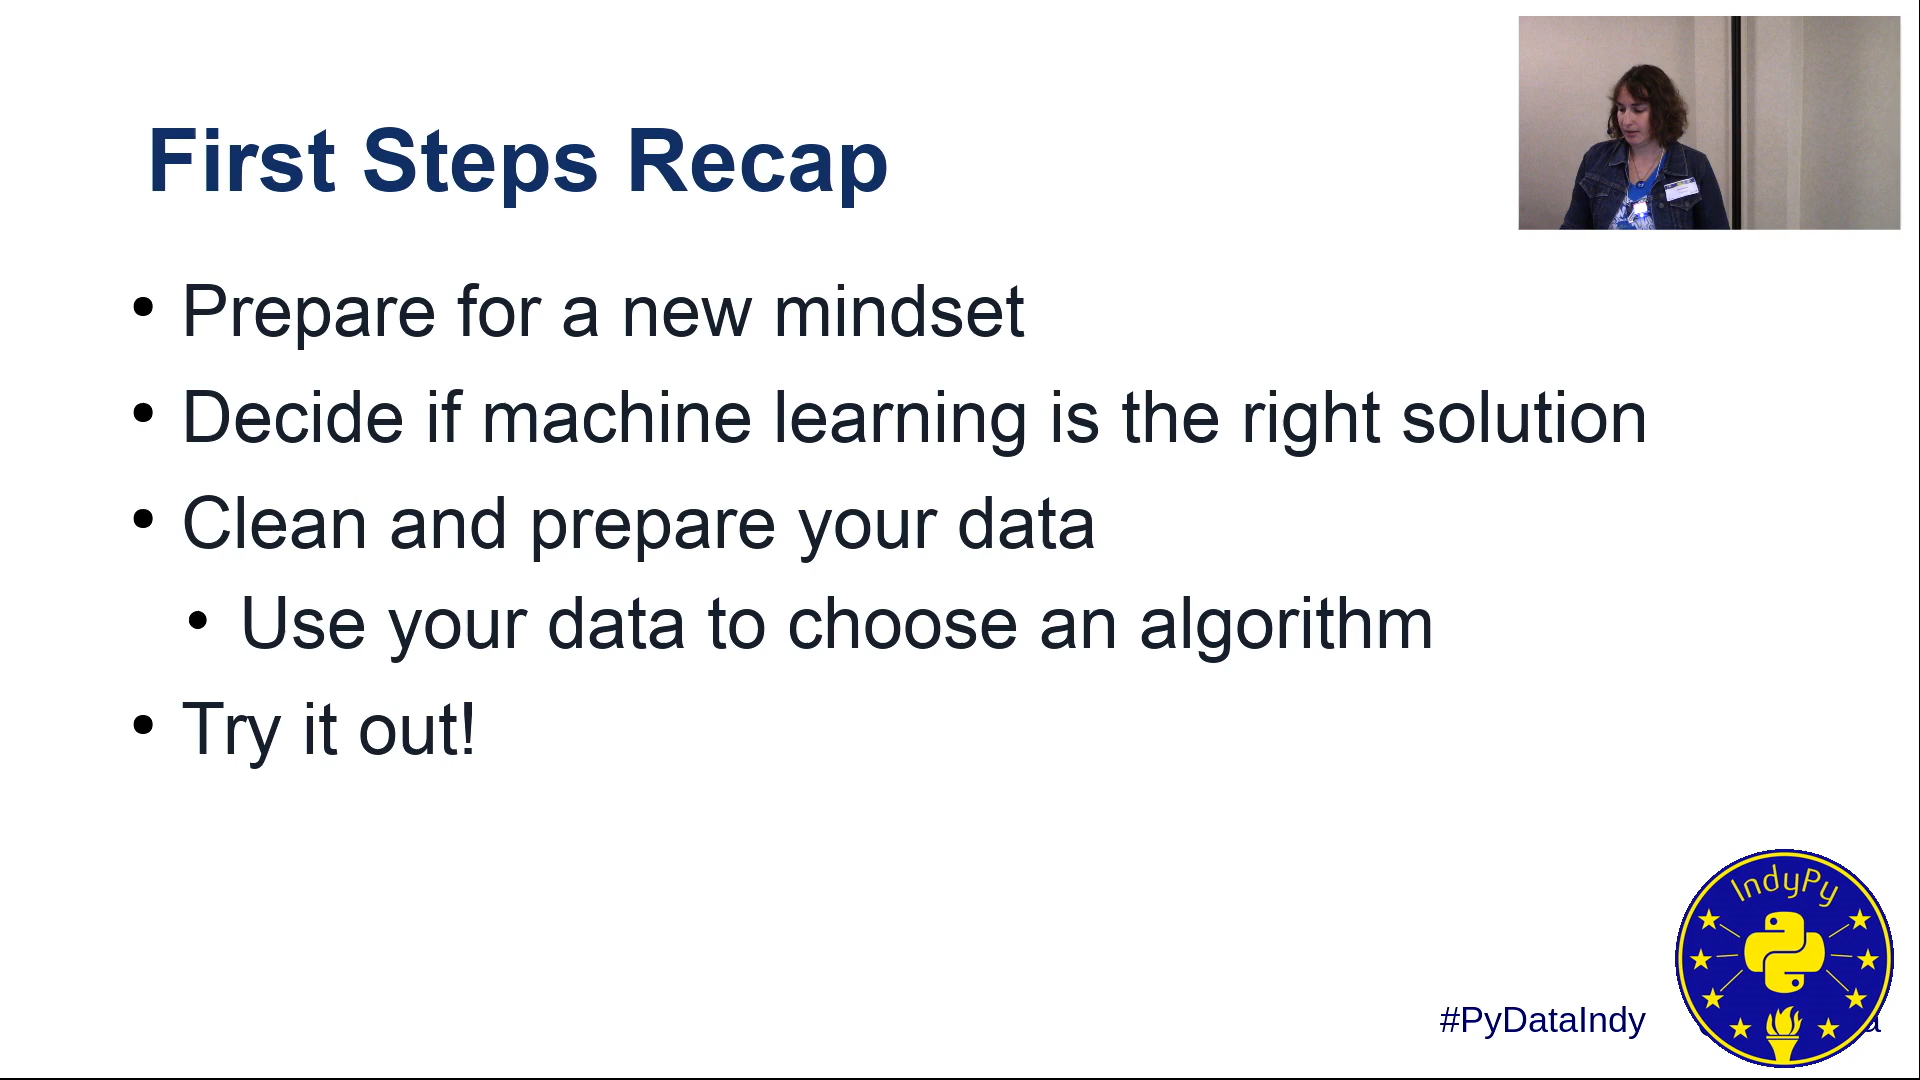 First Steps Recap
Prepare for a new mindset
Decide if machine learning is the right solution
Clean and prepare your data
Use your data to choose an algorithm
Try it out!
IndyPy
#PyDataIndy